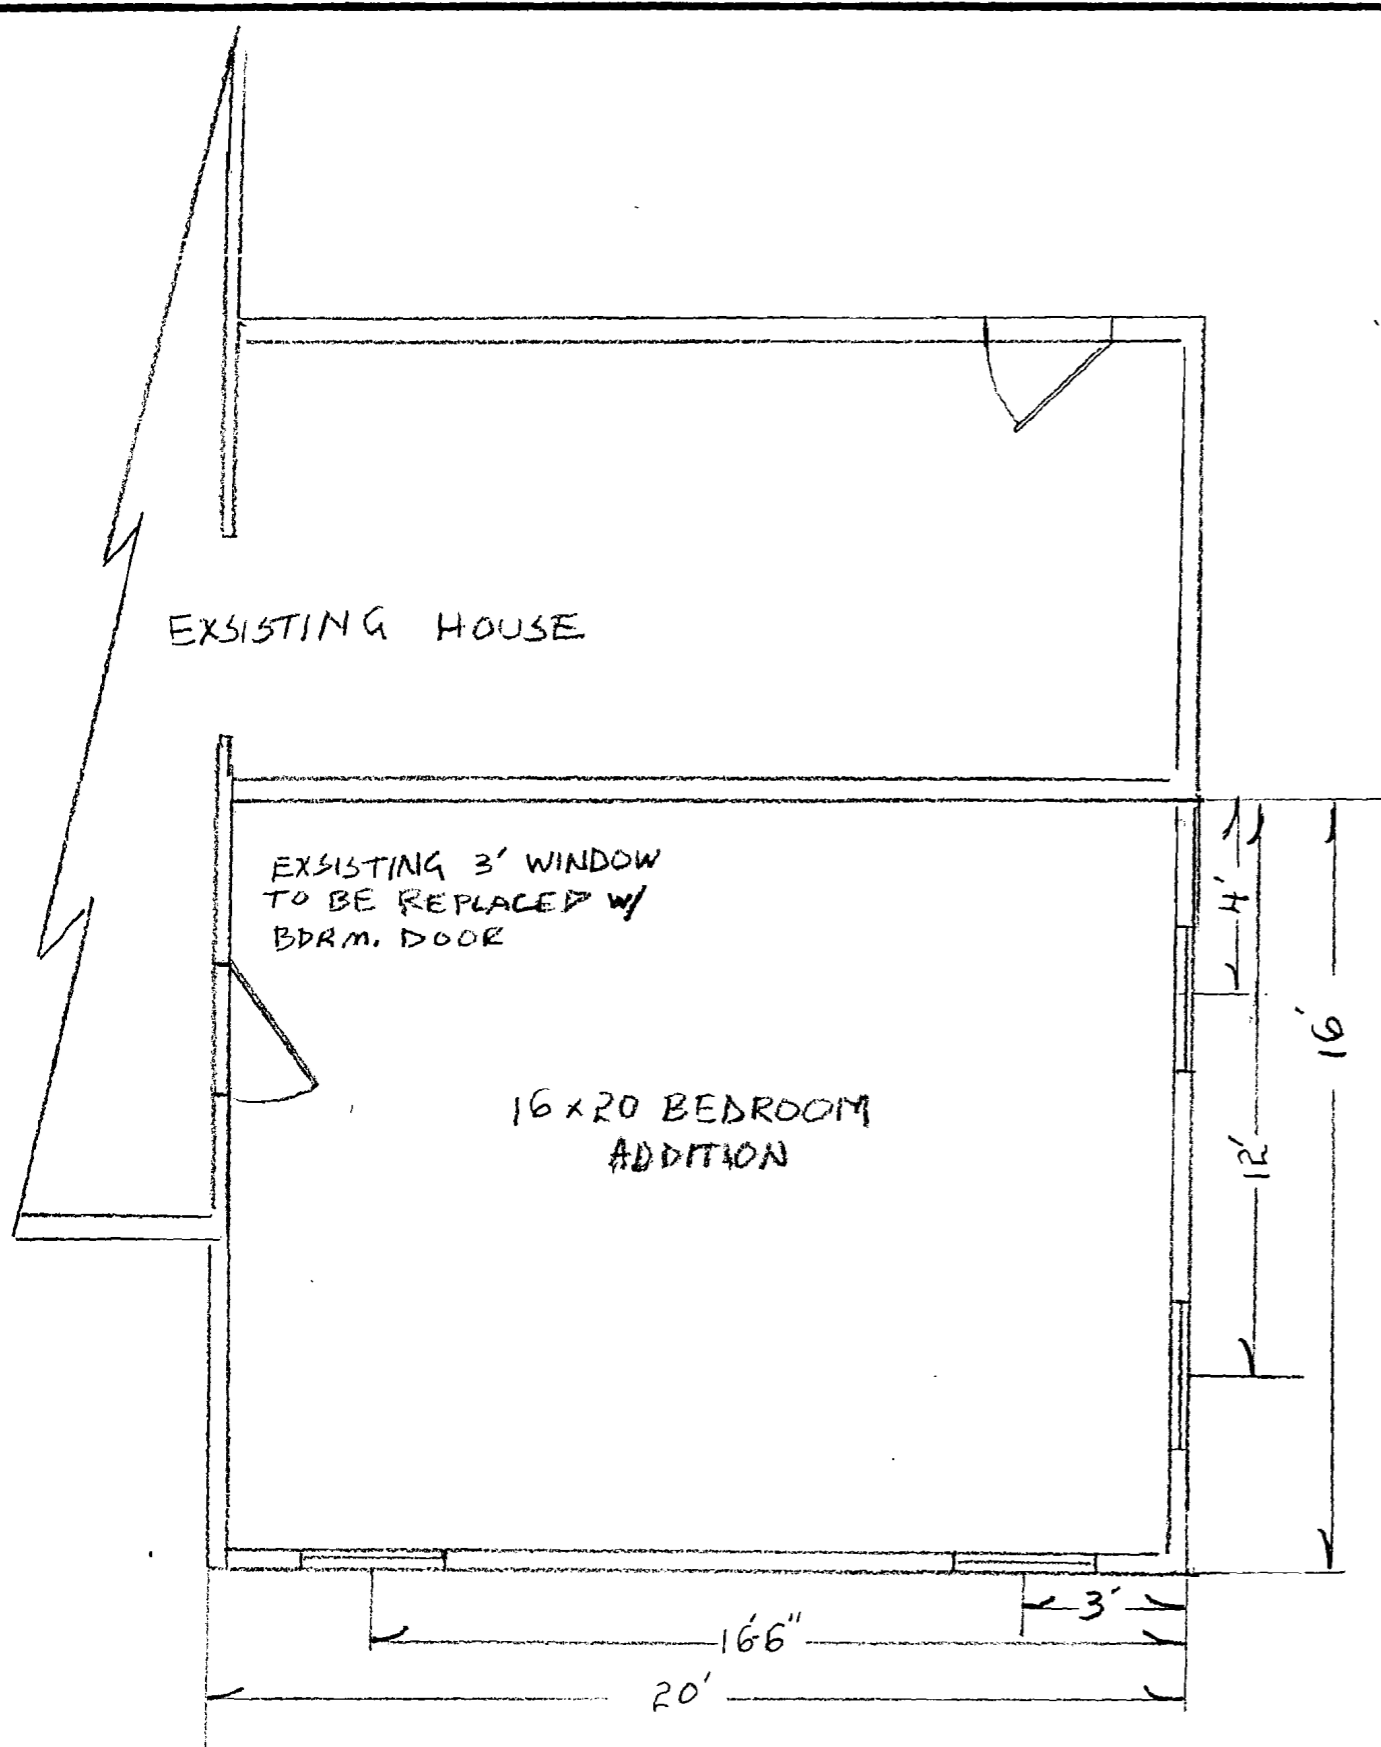 EXSISTING HOUSE
EXSISTING 3' WINDOW
TO BE REPLACED W/
BDRM. DOOR
4'
16'
12'
16 x 20 BEDROOM
ADDITION
3'
16'6"
20'